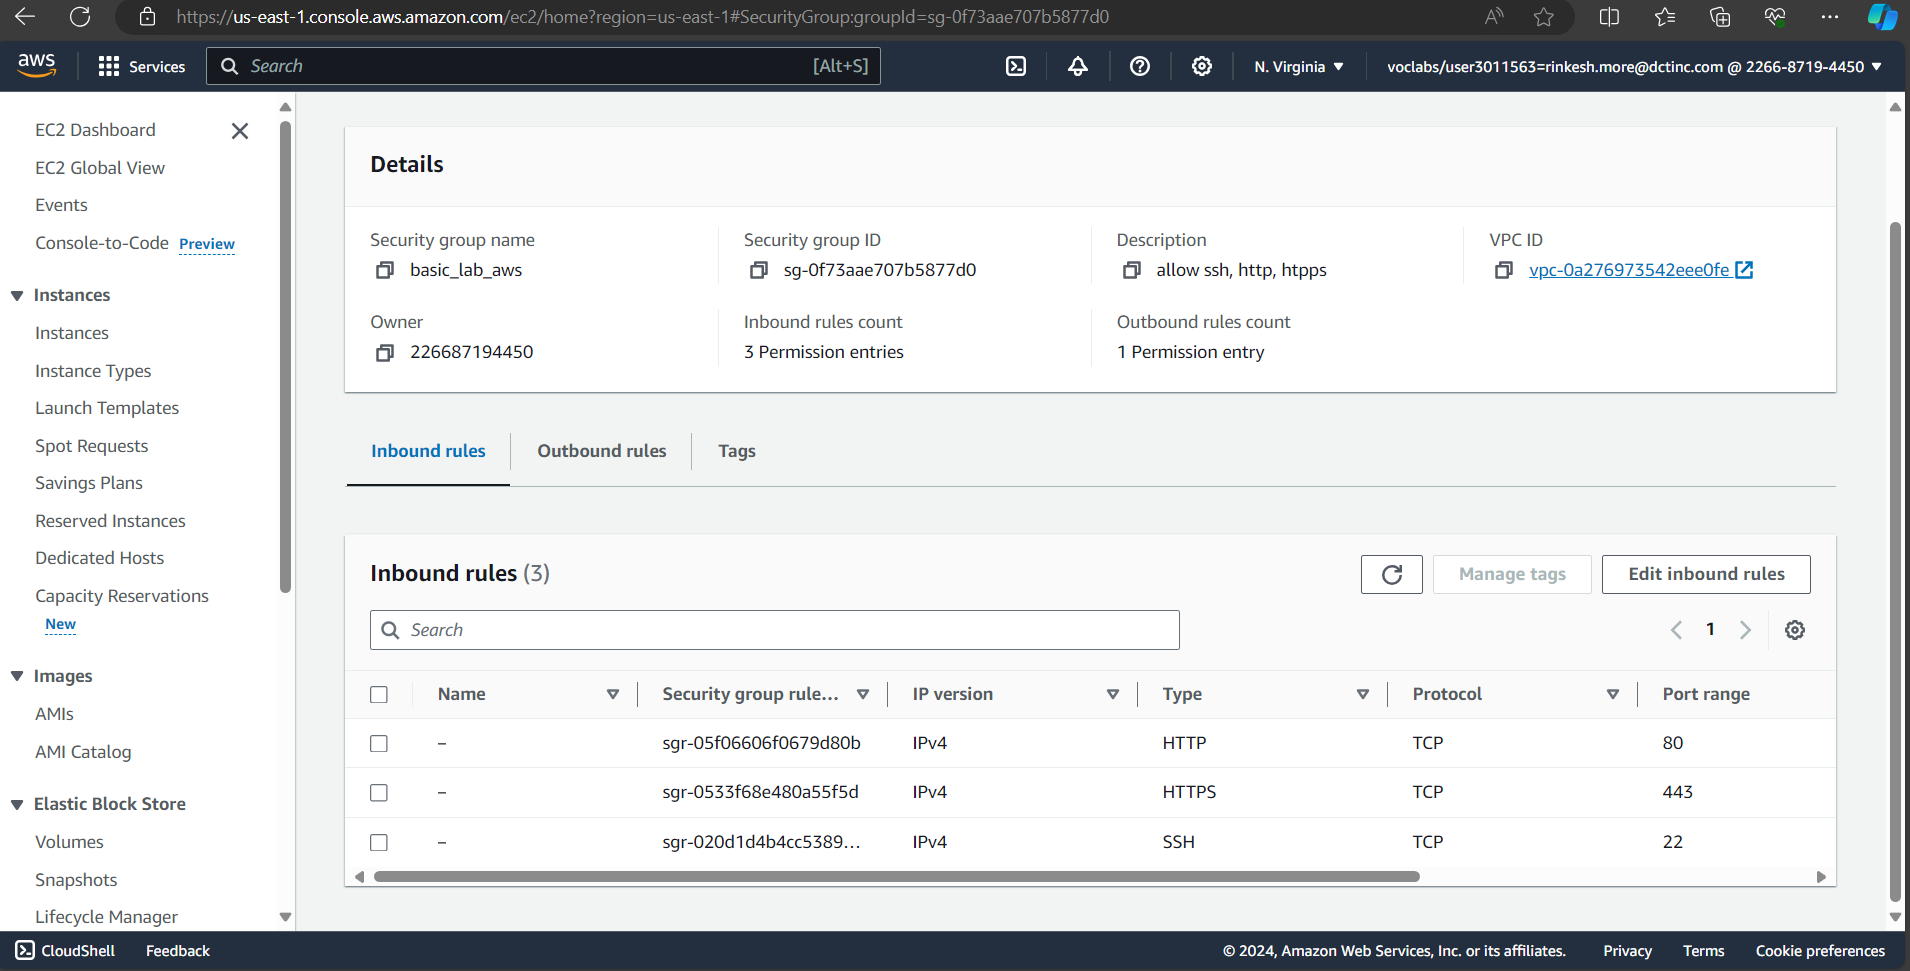 https://us-east-1.console.aws.amazon.com/ec2/home?region=us-east-1#SecurityGroup:groupId=sg-0f73aae707b5877d0
aws
Services
Search
[Alt+S]
N. Virginia
voclabs/user3011563=rinkesh.more@dctinc.com @ 2266-8719-4450
EC2 Dashboard
EC2 Global View
Events
Console-to-Code Preview
Instances
Instances
Instance Types
Launch Templates
Spot Requests
Savings Plans
Reserved Instances
Dedicated Hosts
Capacity Reservations
New
Images
AMIs
AMI Catalog
Elastic Block Store
Volumes
Snapshots
Lifecycle Manager
Details
Security group name
basic_lab_aws
Security group ID
sg-0f73aae707b5877d0
Description
allow ssh, http, htpps
VPC ID
vpc-0a276973542eee0fe
Owner
226687194450
Inbound rules count
3 Permission entries
Outbound rules count
1 Permission entry
Inbound rules Outbound rules Tags
Inbound rules (3)
Manage tags
Edit inbound rules
Search
1
Name Security group rule... IP version Type Protocol Port range
– sgr-05f06606f0679d80b IPv4 HTTP TCP 80
– sgr-0533f68e480a55f5d IPv4 HTTPS TCP 443
– sgr-020d1d4b4cc5389... IPv4 SSH TCP 22
CloudShell Feedback
© 2024, Amazon Web Services, Inc. or its affiliates. Privacy Terms Cookie preferences